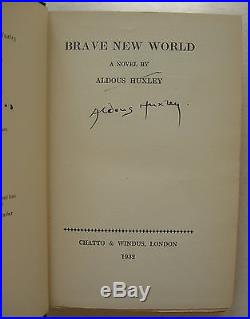 BRAVE NEW WORLD
A NOVEL BY
ALDOUS HUXLEY
Aldous Huxley.
CHATTO & WINDUS, LONDON
1932